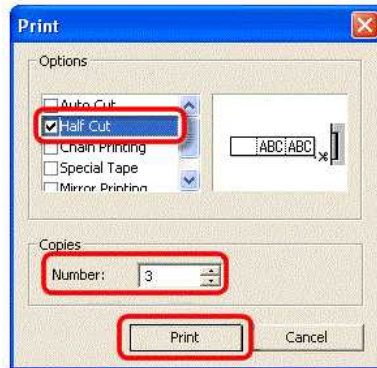 Print
Options
Auto Cut
Half Cut
Chain Printing
Special Tape
Mirror Printing
ABC ABC
Copies
Number: 3
Print Cancel